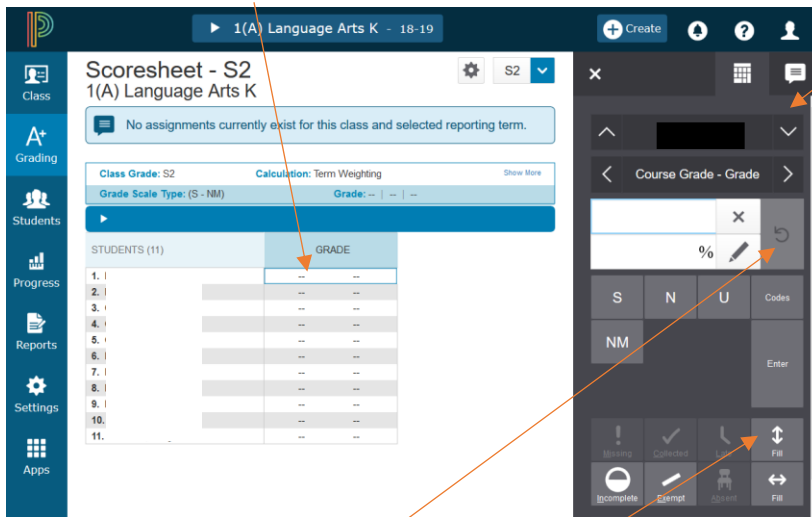 1(A) Language Arts K - 18-19
Create
Class
Grading
Students
Progress
Reports
Settings
Apps
Scoresheet - S2
1(A) Language Arts K
S2
No assignments currently exist for this class and selected reporting term.
Class Grade: S2 Calculation: Term Weighting Show More
Grade Scale Type: (S - NM) Grade: -- | -- | --
STUDENTS (11) GRADE
1. -- --
2. -- --
3. -- --
4. -- --
5. -- --
6. -- --
7. -- --
8. -- --
9. -- --
10. -- --
11. -- --
Course Grade - Grade
%
S N U Codes
NM
Enter
Missing Collected Late Fill
Incomplete Exempt Absent Fill